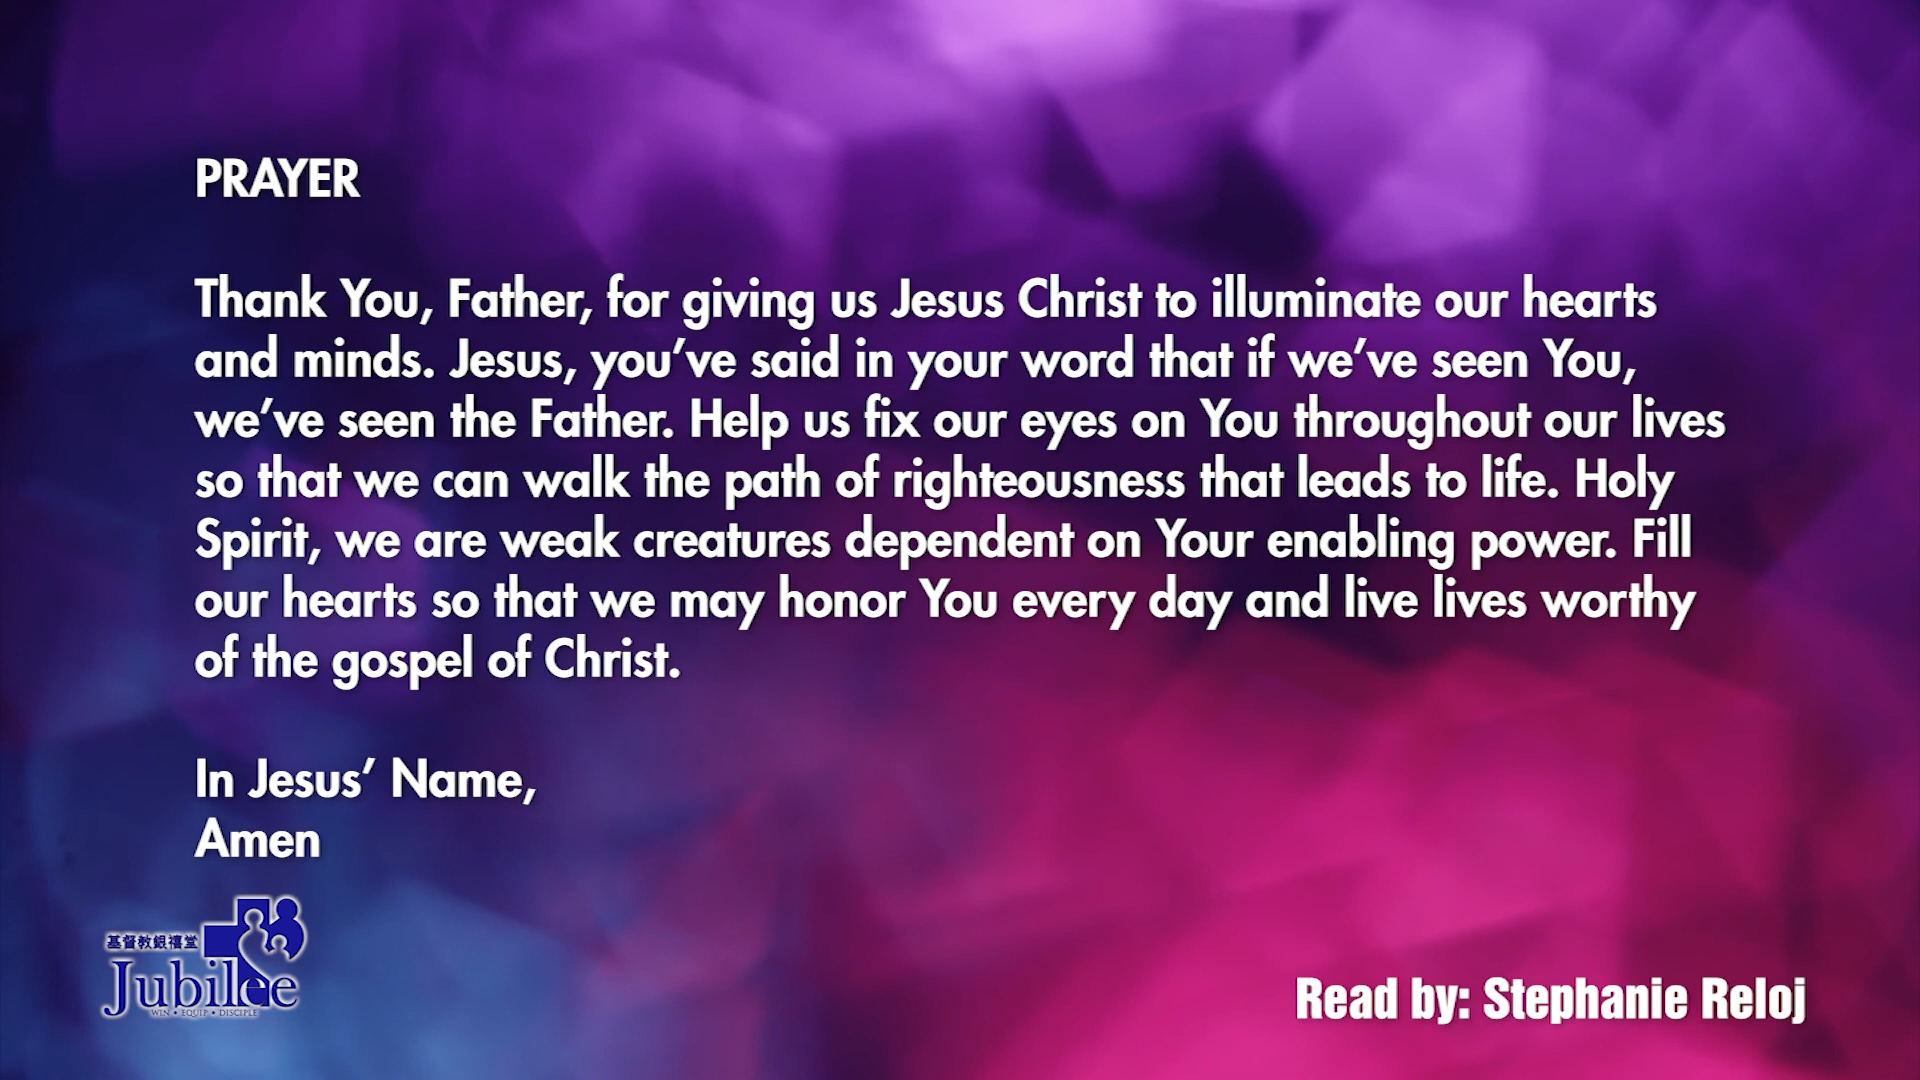 PRAYER
Thank You, Father, for giving us Jesus Christ to illuminate our hearts
and minds. Jesus, you’ve said in your word that if we’ve seen You,
we’ve seen the Father. Help us fix our eyes on You throughout our lives
so that we can walk the path of righteousness that leads to life. Holy
Spirit, we are weak creatures dependent on Your enabling power. Fill
our hearts so that we may honor You every day and live lives worthy
of the gospel of Christ.
In Jesus’ Name,
Amen
基督教銀禧堂
Jubilee
WIN • EQUIP • DISCIPLE
Read by: Stephanie Reloj